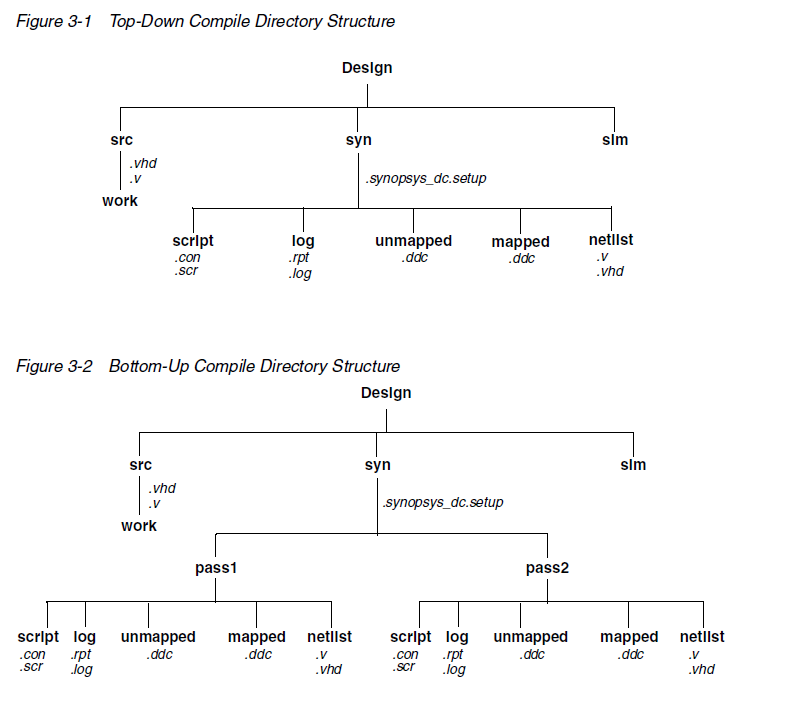 Figure 3-1 Top-Down Compile Directory Structure
Design
src syn sim
.vhd
.v
.synopsys_dc.setup
work
script log unmapped mapped netlist
.con .rpt .ddc .ddc .v
.scr .log .vhd
Figure 3-2 Bottom-Up Compile Directory Structure
Design
src syn sim
.vhd
.v
.synopsys_dc.setup
work
pass1 pass2
script log unmapped mapped netlist script log unmapped mapped netlist
.con .rpt .ddc .ddc .v .con .rpt .ddc .ddc .v
.scr .log .vhd .scr .log .vhd